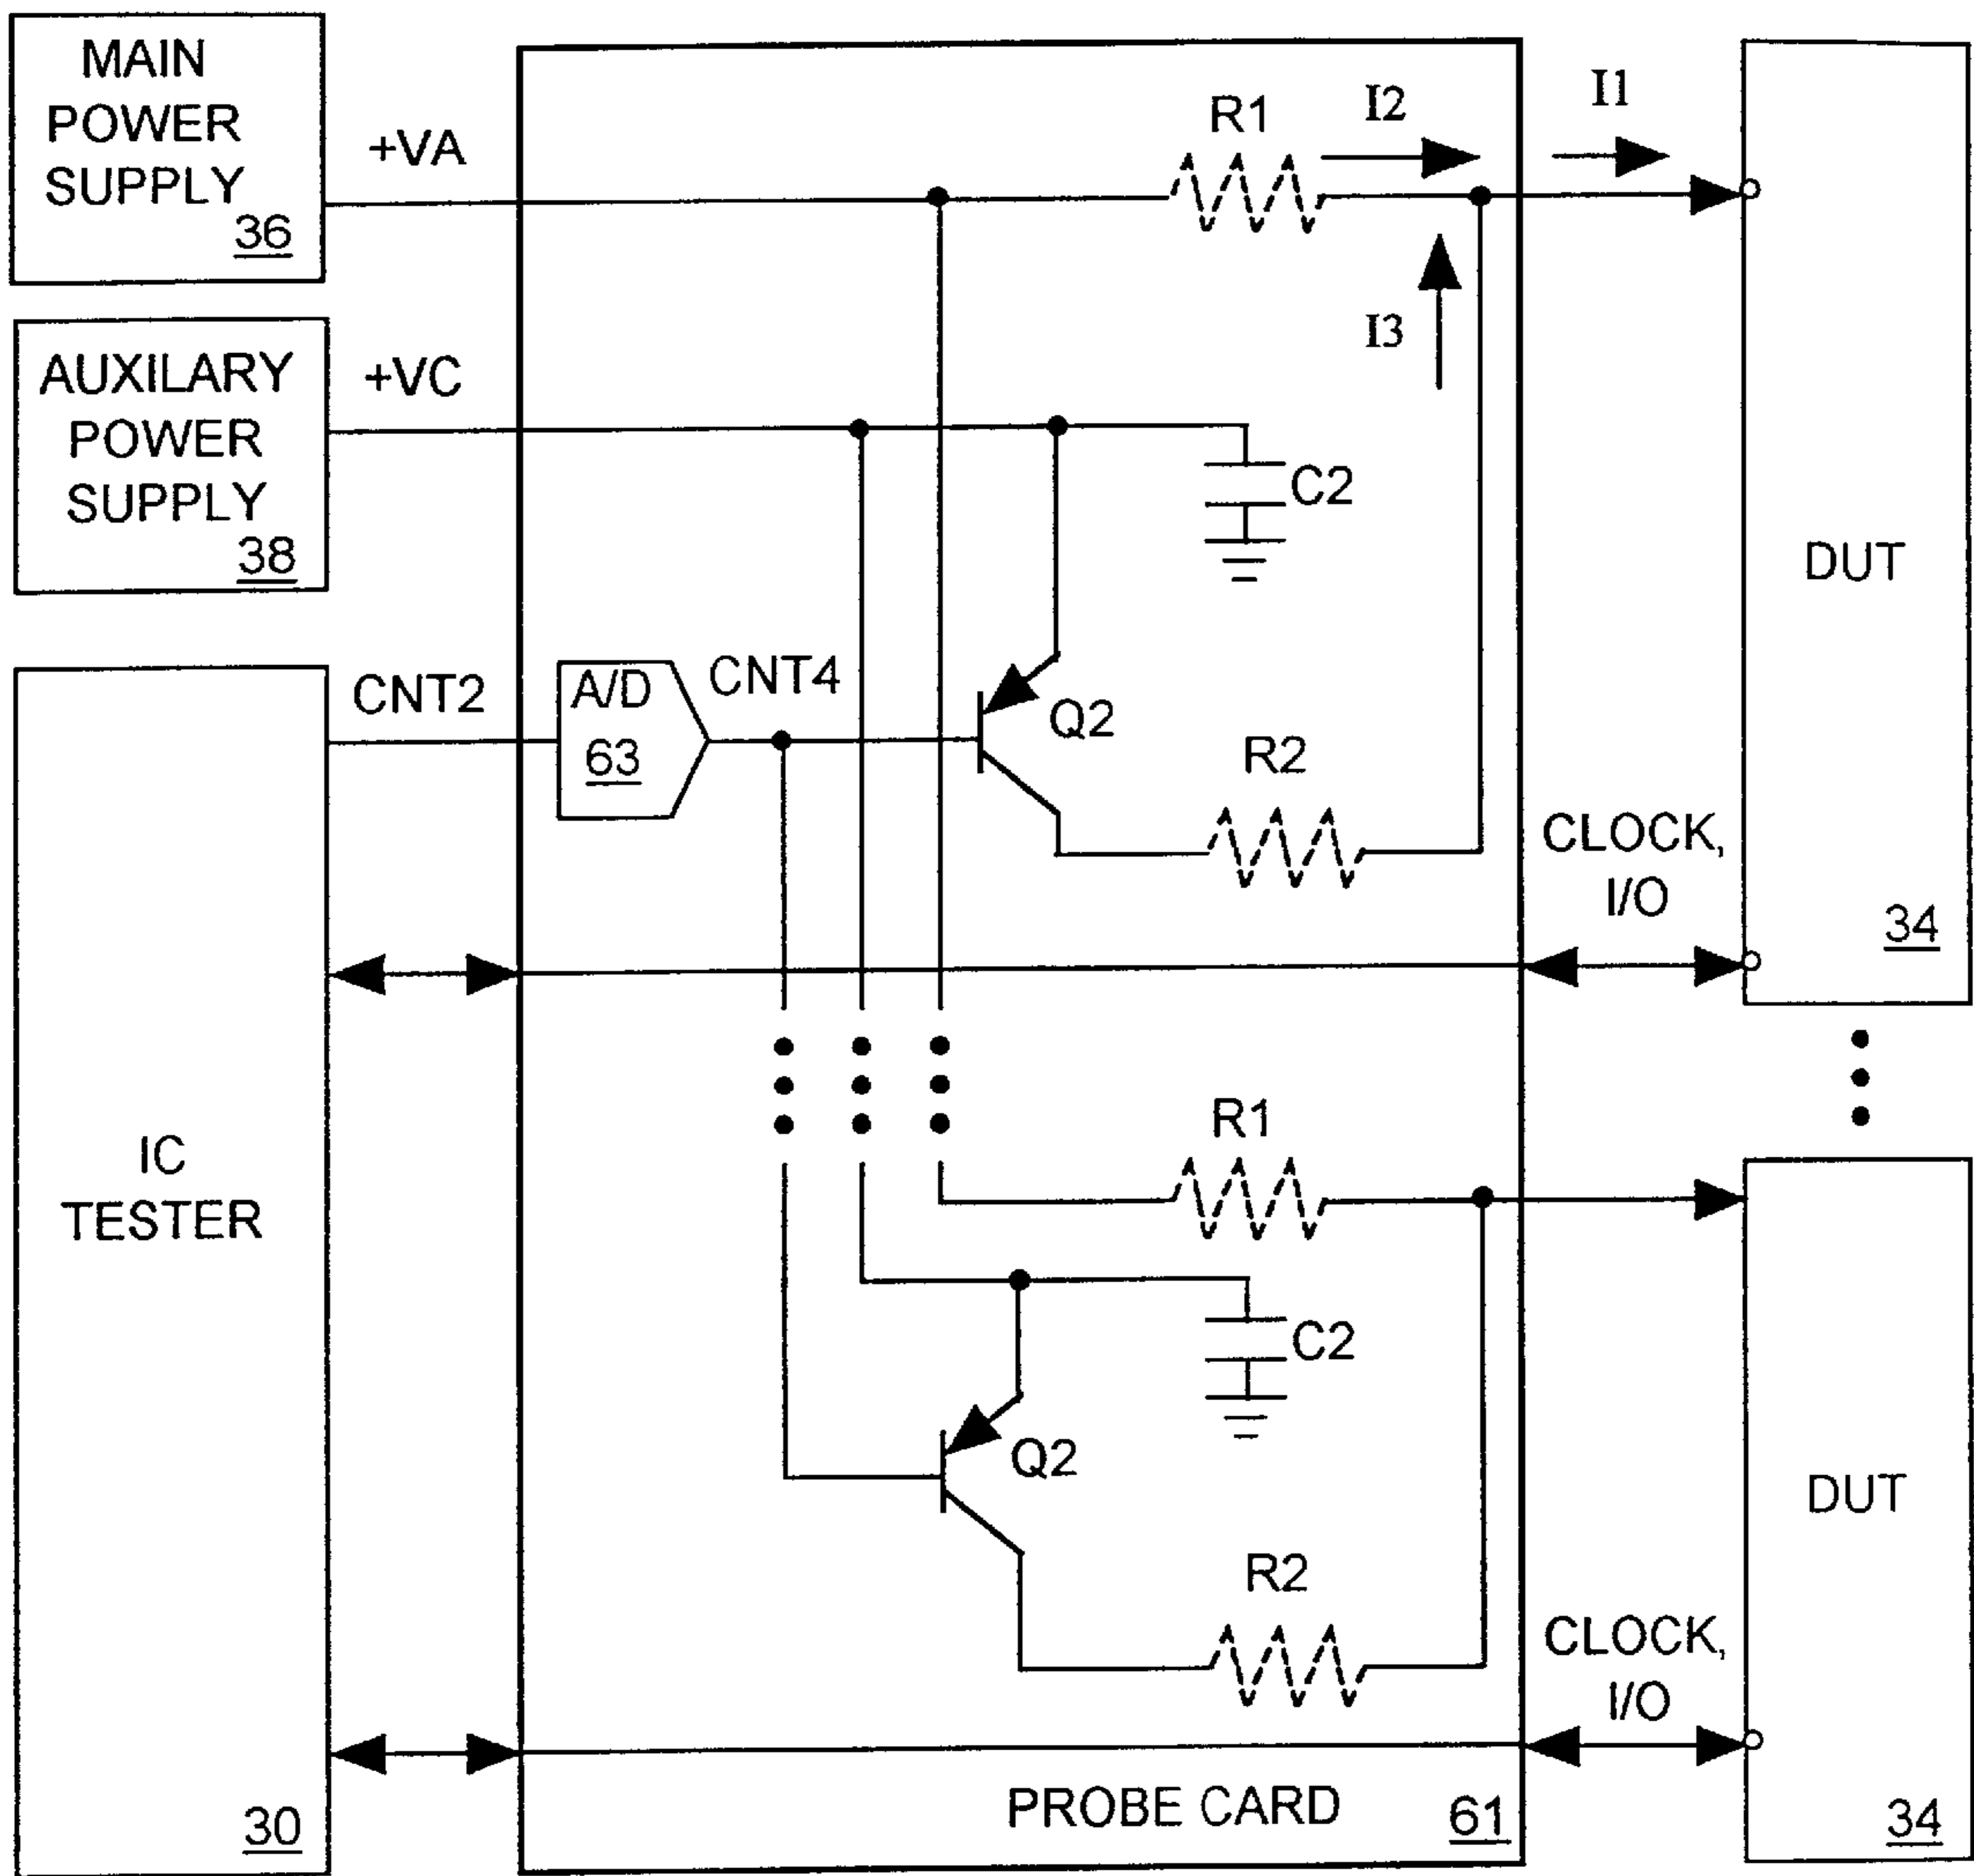 MAIN
POWER
SUPPLY
36
+VA
R1
I2
I1
I3
AUXILARY
POWER
SUPPLY
38
+VC
C2
DUT
34
CNT2
A/D
63
CNT4
Q2
R2
CLOCK,
I/O
IC
TESTER
30
R1
C2
Q2
R2
CLOCK,
I/O
DUT
34
PROBE CARD
61